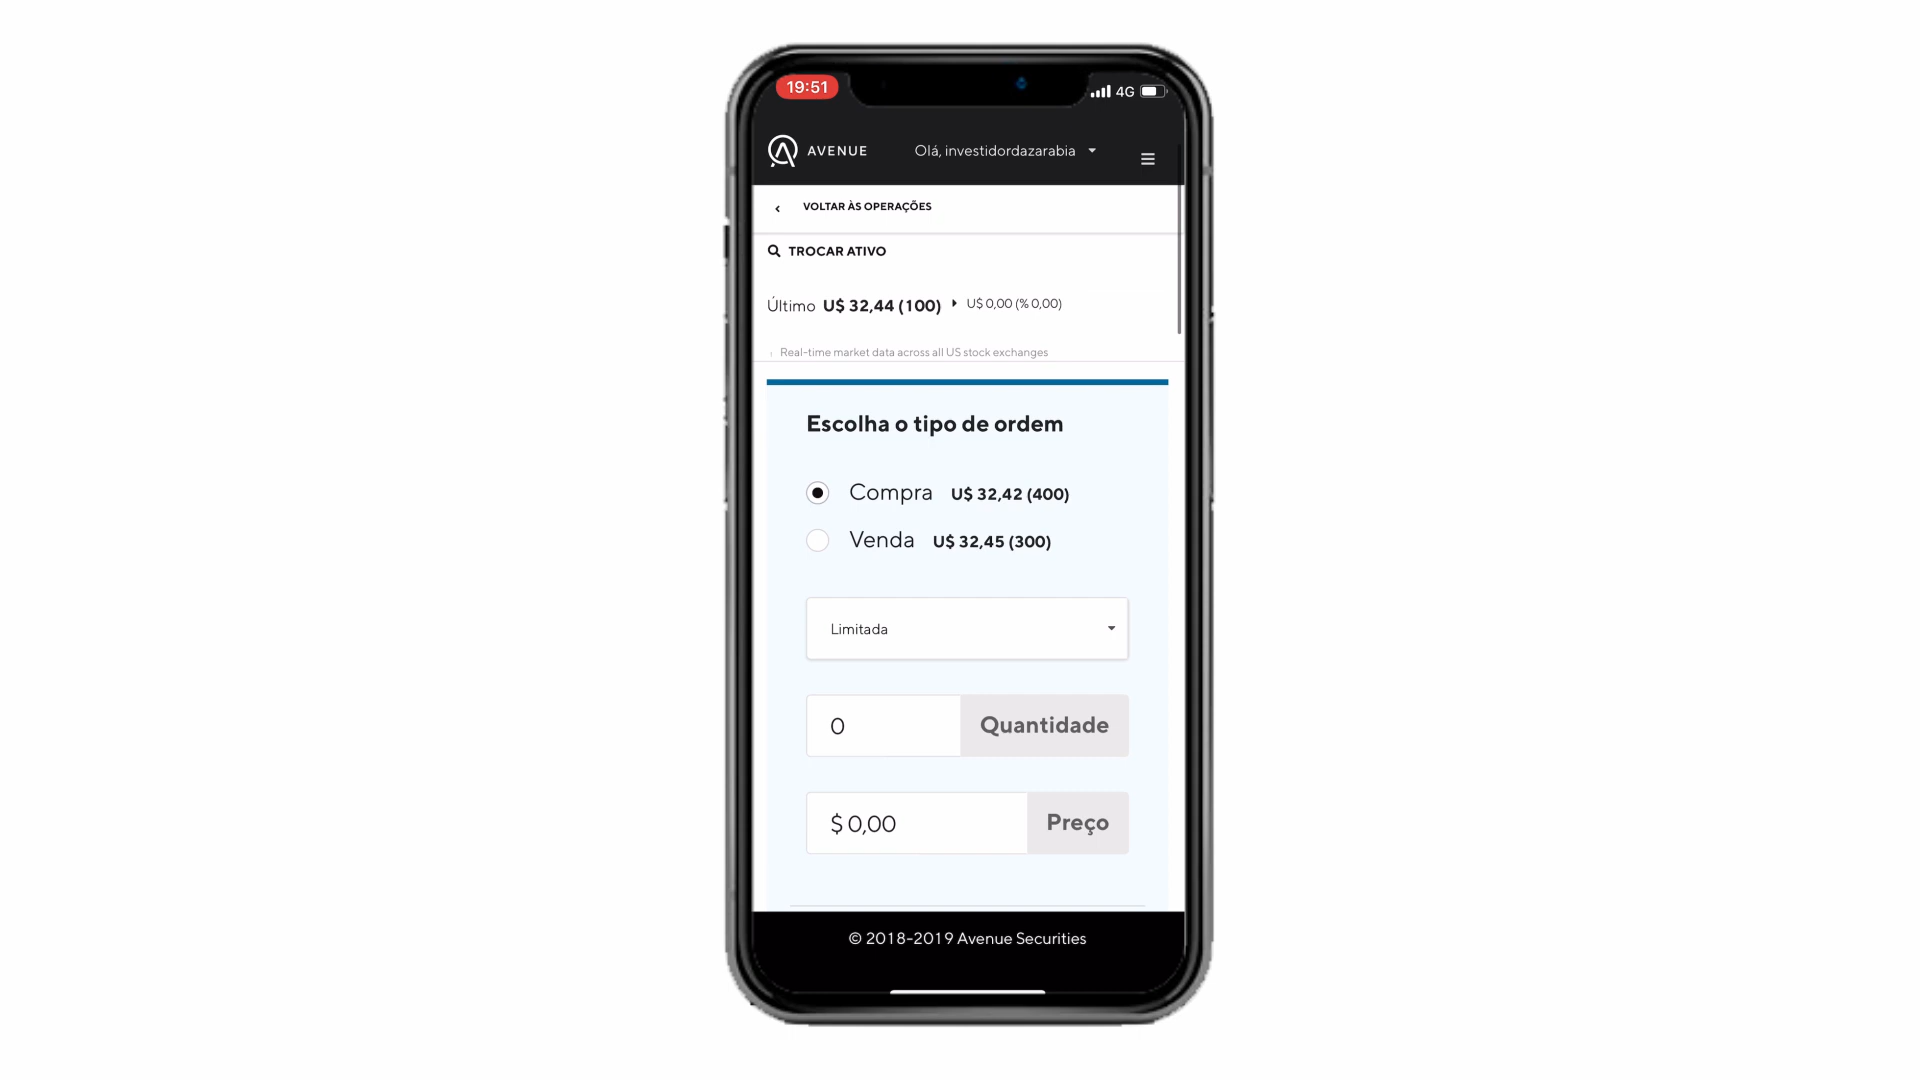 19:51
4G
AVENUE
Olá, investidordazarabia
VOLTAR ÀS OPERAÇÕES
TROCAR ATIVO
Último U$ 32,44 (100) U$ 0,00 (% 0,00)
Real-time market data across all US stock exchanges
Escolha o tipo de ordem
Compra U$ 32,42 (400)
Venda U$ 32,45 (300)
Limitada
0 Quantidade
$ 0,00 Preço
© 2018-2019 Avenue Securities